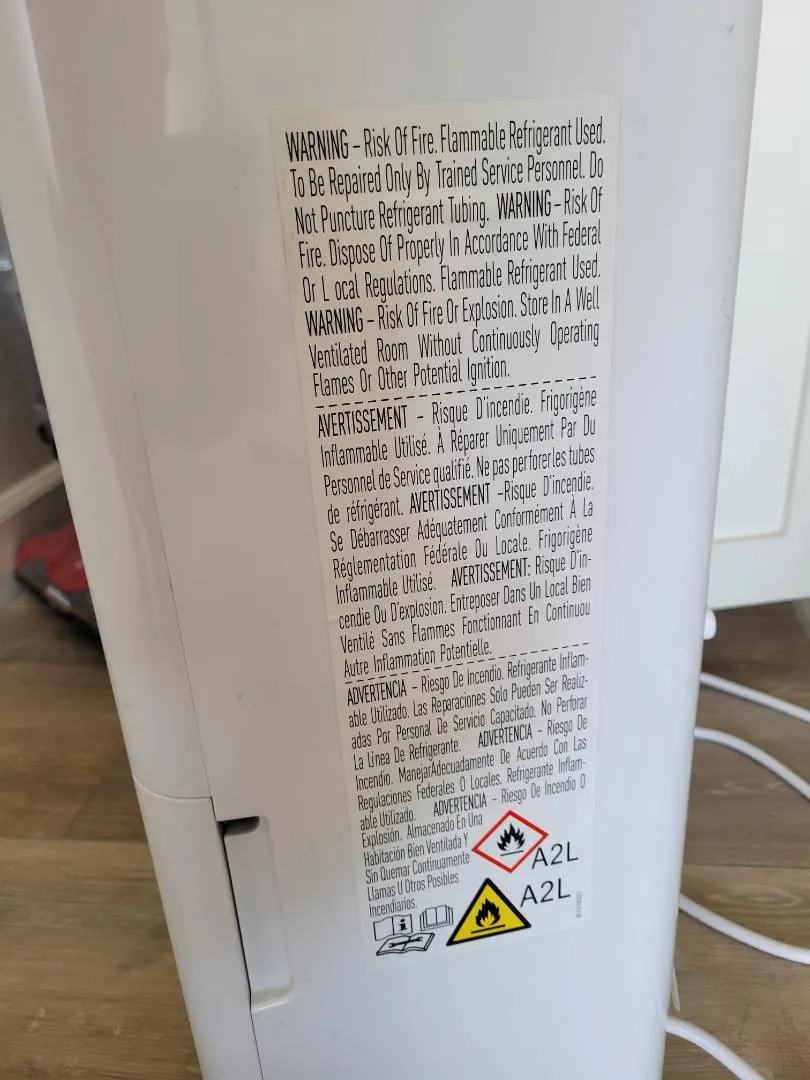 WARNING – Risk Of Fire. Flammable Refrigerant Used.
To Be Repaired Only By Trained Service Personnel. Do
Not Puncture Refrigerant Tubing. WARNING – Risk Of
Fire. Dispose Of Properly In Accordance With Federal
Or L ocal Regulations. Flammable Refrigerant Used.
WARNING – Risk Of Fire Or Explosion. Store In A Well
Ventilated Room Without Continuously Operating
Flames Or Other Potential Ignition.
AVERTISSEMENT – Risque D'incendie. Frigorigène
Inflammable Utilisé. À Réparer Uniquement Par Du
Personnel de Service qualifié. Ne pas perforer les tubes
de réfrigérant. AVERTISSEMENT –Risque D'incendie.
Se Débarrasser Adéquatement Conformément À La
Réglementation Fédérale Ou Locale. Frigorigène
Inflammable Utilisé. AVERTISSEMENT: Risque D'in-
cendie Ou D'explosion. Entreposer Dans Un Local Bien
Ventilé Sans Flammes Fonctionnant En Continuou
Autre Inflammation Potentielle.
ADVERTENCIA – Riesgo De Incendio. Refrigerante Inflam-
able Utilizado. Las Reparaciones Solo Pueden Ser Realiz-
adas Por Personal De Servicio Capacitado. No Perforar
La Línea De Refrigerante. ADVERTENCIA – Riesgo De
Incendio. ManejarAdecuadamente De Acuerdo Con Las
Regulaciones Federales O Locales. Refrigerante Inflam-
able Utilizado. ADVERTENCIA – Riesgo De Incendio O
Explosión. Almacenado En Una
Habitación Bien Ventilada Y
Sin Quemar Continuamente
Llamas U Otros Posibles
Incendiarios.
A2L
A2L